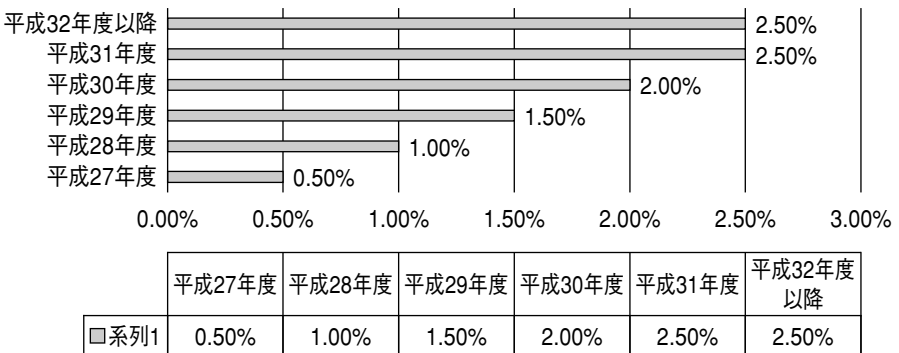 平成32年度以降 2.50%
平成31年度 2.50%
平成30年度 2.00%
平成29年度 1.50%
平成28年度 1.00%
平成27年度 0.50%
0.00% 0.50% 1.00% 1.50% 2.00% 2.50% 3.00%
平成27年度 平成28年度 平成29年度 平成30年度 平成31年度 平成32年度
以降
系列1 0.50% 1.00% 1.50% 2.00% 2.50% 2.50%